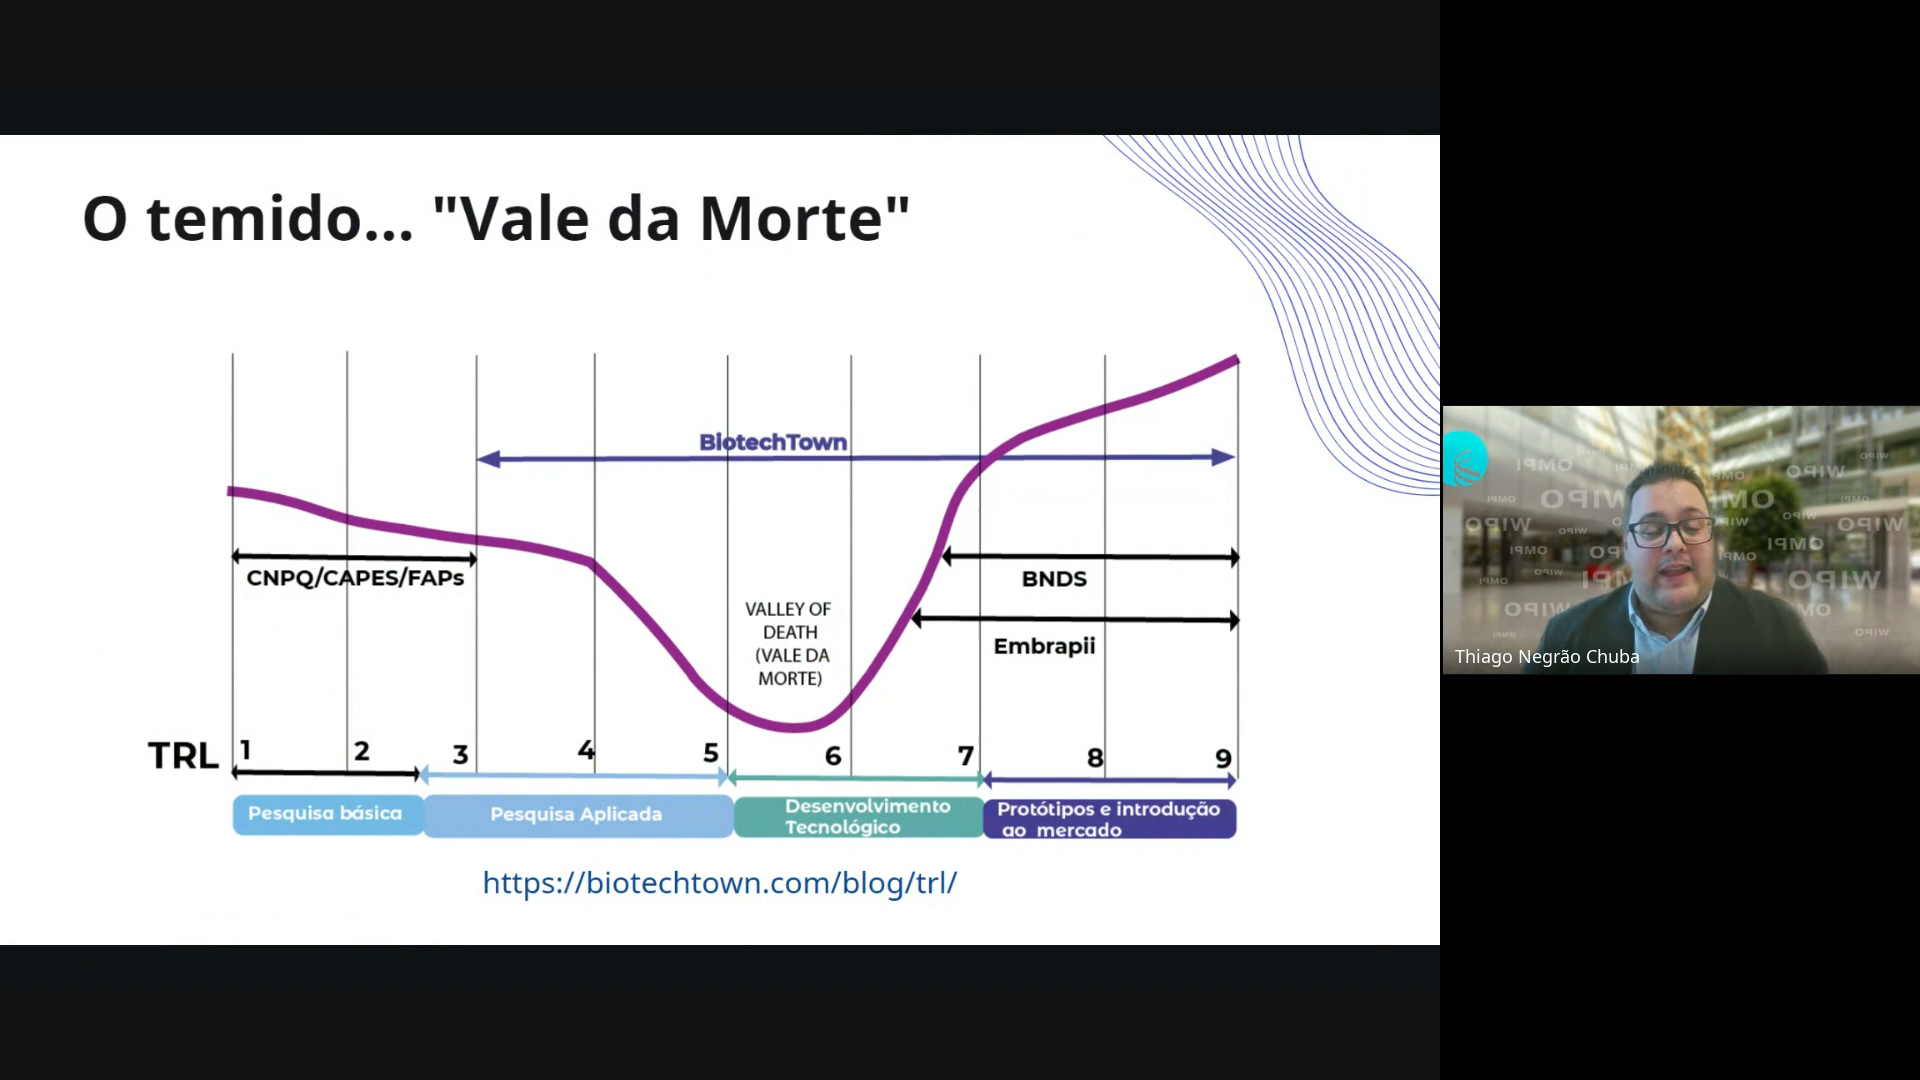 O temido... "Vale da Morte"
BiotechTown
CNPQ/CAPES/FAPs
BNDS
VALLEY OF
DEATH
(VALE DA
MORTE)
Embrapii
TRL 1 2 3 4 5 6 7 8 9
Pesquisa básica
Pesquisa Aplicada
Desenvolvimento
Tecnológico
Protótipos e introdução
ao mercado
https://biotechtown.com/blog/trl/
WIPO
OMPI
Thiago Negrão Chuba